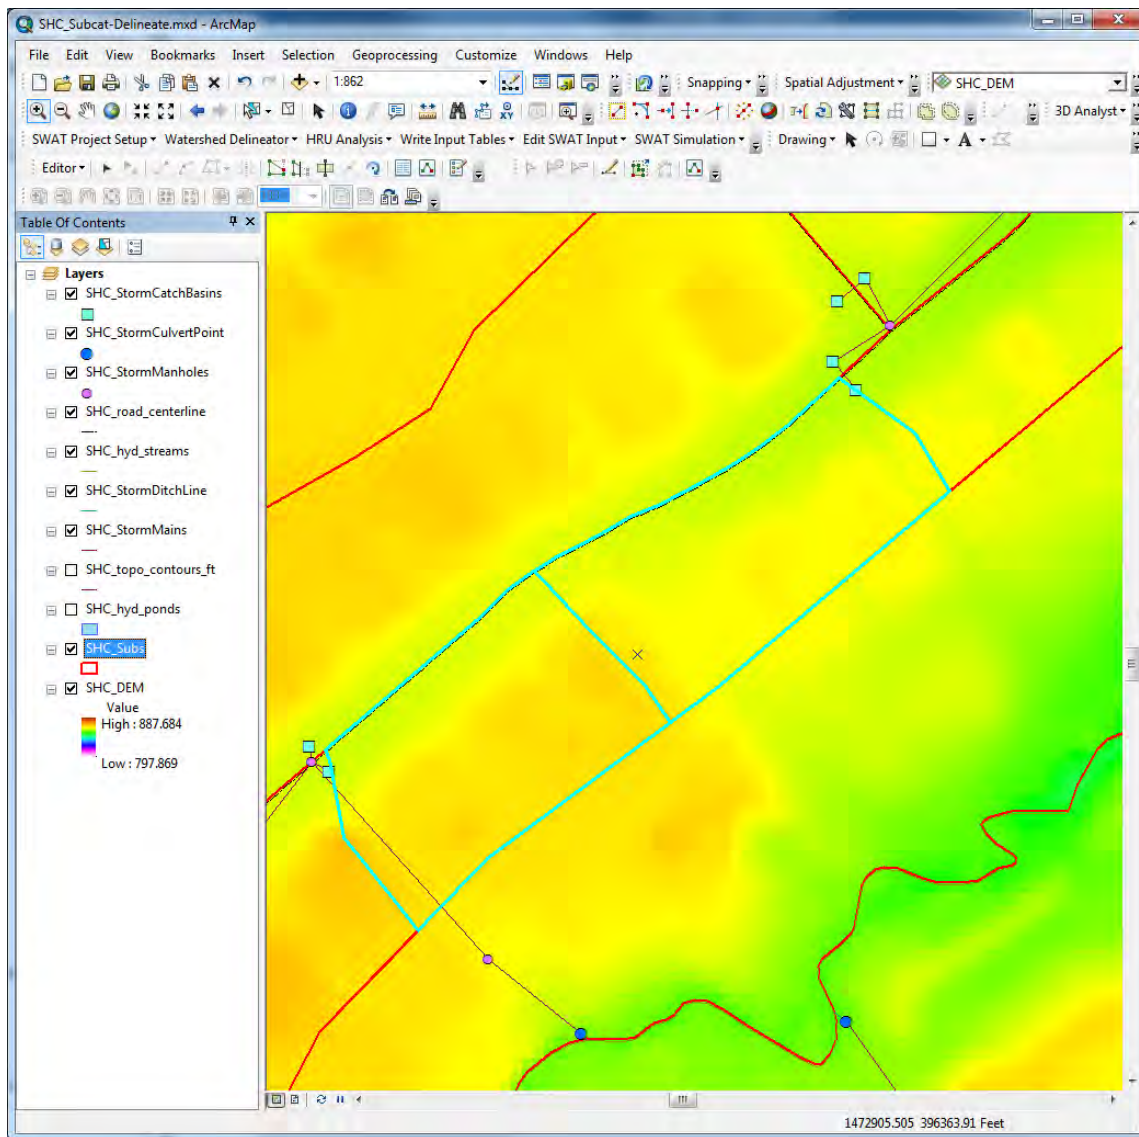 SHC_Subcat-Delineate.mxd - ArcMap
File Edit View Bookmarks Insert Selection Geoprocessing Customize Windows Help
1:862 Snapping Spatial Adjustment SHC_DEM
3D Analyst
SWAT Project Setup Watershed Delineator HRU Analysis Write Input Tables Edit SWAT Input SWAT Simulation Drawing A
Editor
Table Of Contents
Layers
SHC_StormCatchBasins
SHC_StormCulvertPoint
SHC_StormManholes
SHC_road_centerline
SHC_hyd_streams
SHC_StormDitchLine
SHC_StormMains
SHC_topo_contours_ft
SHC_hyd_ponds
SHC_Subs
SHC_DEM
Value
High : 887.684
Low : 797.869
1472905.505 396363.91 Feet